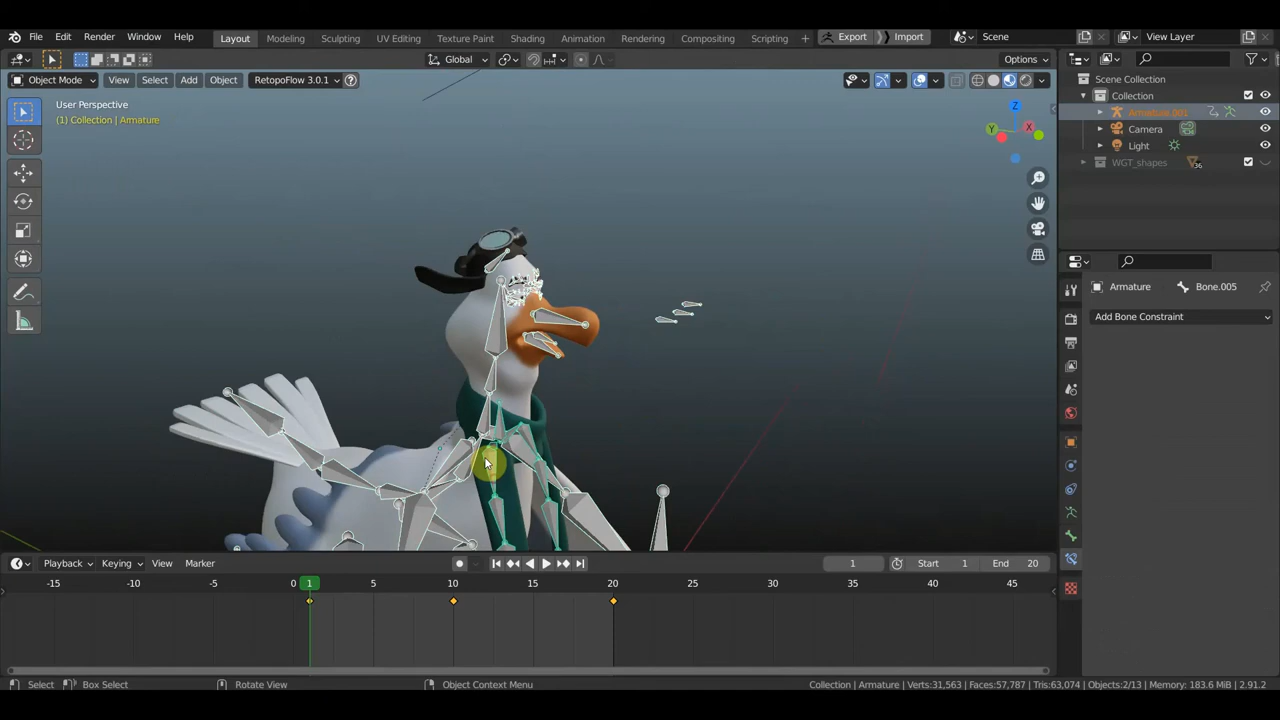 File Edit Render Window Help Layout Modeling Sculpting UV Editing Texture Paint Shading Animation Rendering Compositing Scripting + Export Import Scene View Layer
Global Options
Object Mode View Select Add Object RetopoFlow 3.0.1
User Perspective
(1) Collection | Armature
Z
Y
X
Scene Collection
Collection
Armature.001
Camera
Light
WGT_shapes 36
Armature Bone.005
Add Bone Constraint
Playback Keying View Marker 1 Start 1 End 20
-15 -10 -5 0 1 5 10 15 20 25 30 35 40 45
Select Box Select Rotate View Object Context Menu Collection | Armature | Verts:31,563 | Faces:57,787 | Tris:63,074 | Objects:2/13 | Memory: 183.6 MiB | 2.91.2